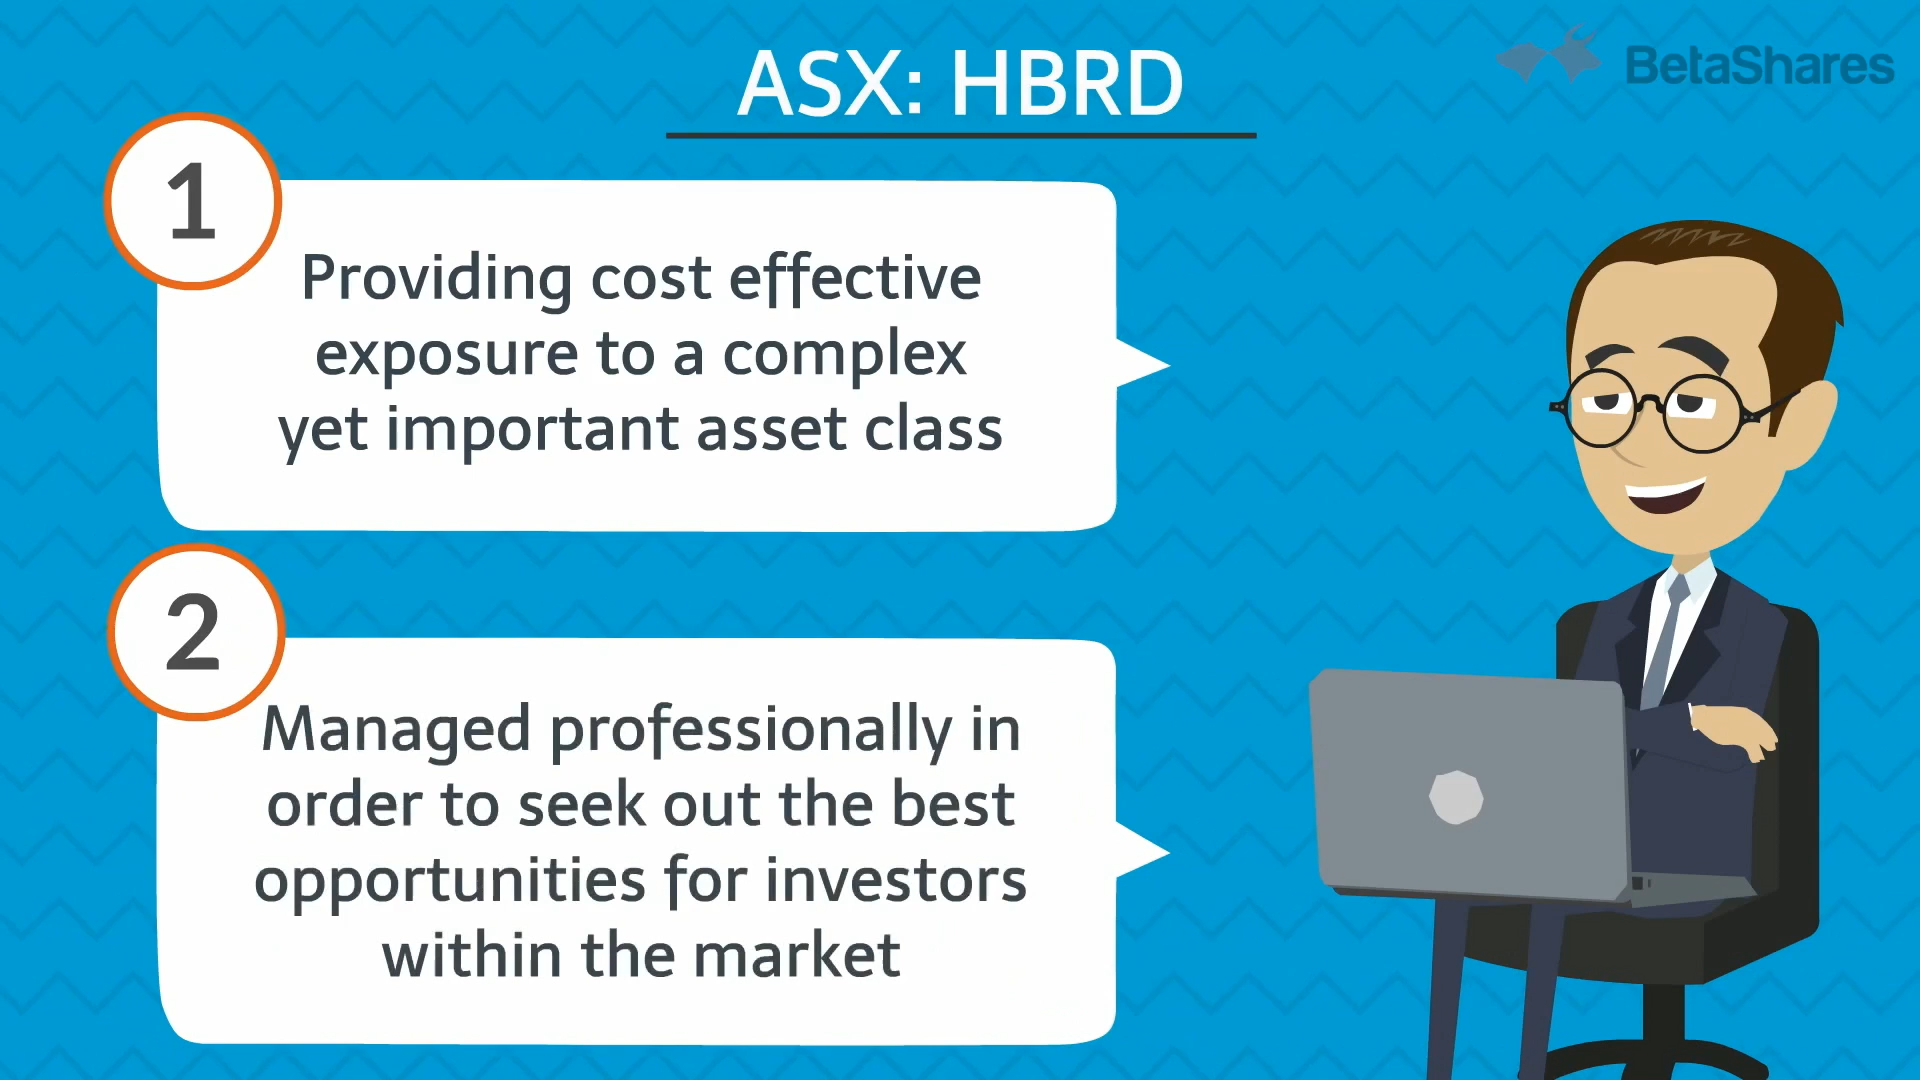 ASX: HBRD
BetaShares
1
Providing cost effective
exposure to a complex
yet important asset class
2
Managed professionally in
order to seek out the best
opportunities for investors
within the market